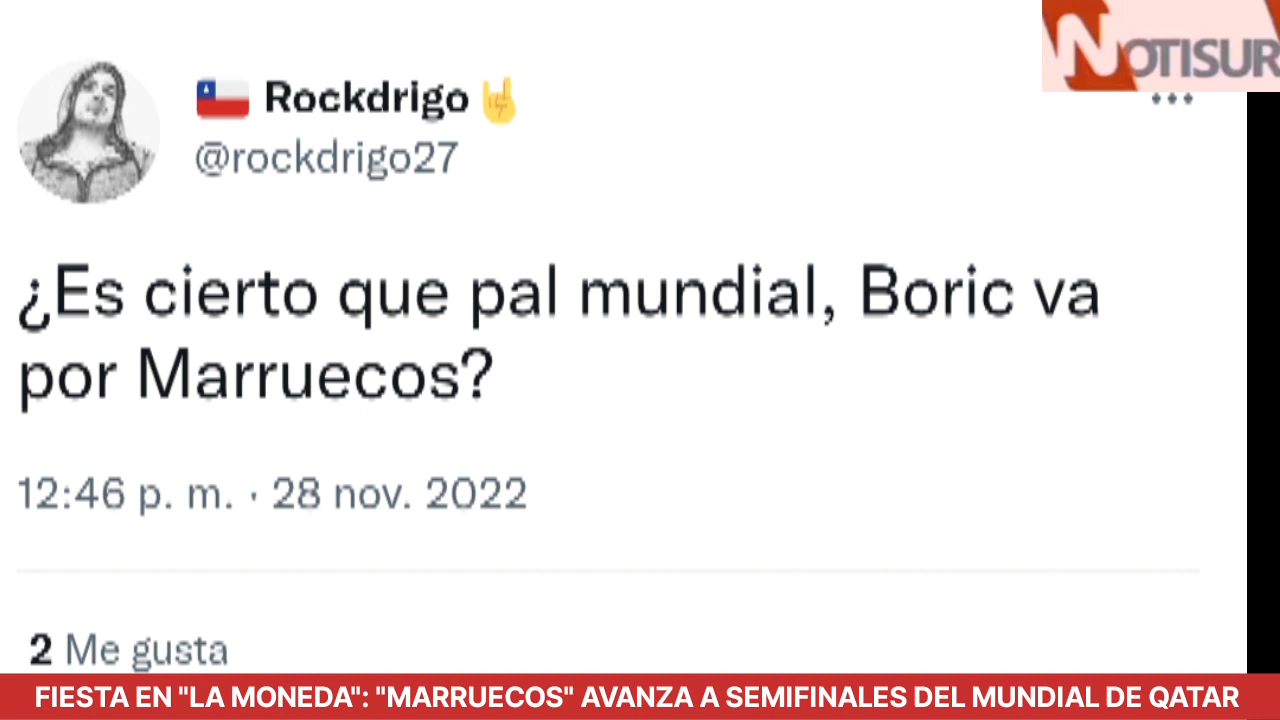 NOTISUR
🇨🇱 Rockdrigo 🤘
@rockdrigo27
¿Es cierto que pal mundial, Boric va
por Marruecos?
12:46 p. m. · 28 nov. 2022
2 Me gusta
FIESTA EN "LA MONEDA": "MARRUECOS" AVANZA A SEMIFINALES DEL MUNDIAL DE QATAR